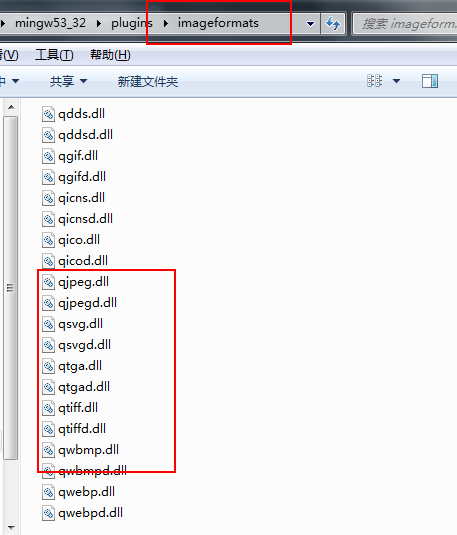 mingw53_32 plugins imageformats 搜索 imageform
(V) 工具(T) 帮助(H)
中 共享 新建文件夹
qdds.dll
qddsd.dll
qgif.dll
qgifd.dll
qicns.dll
qicnsd.dll
qico.dll
qicod.dll
qjpeg.dll
qjpegd.dll
qsvg.dll
qsvgd.dll
qtga.dll
qtgad.dll
qtiff.dll
qtiffd.dll
qwbmp.dll
qwbmpd.dll
qwebp.dll
qwebpd.dll